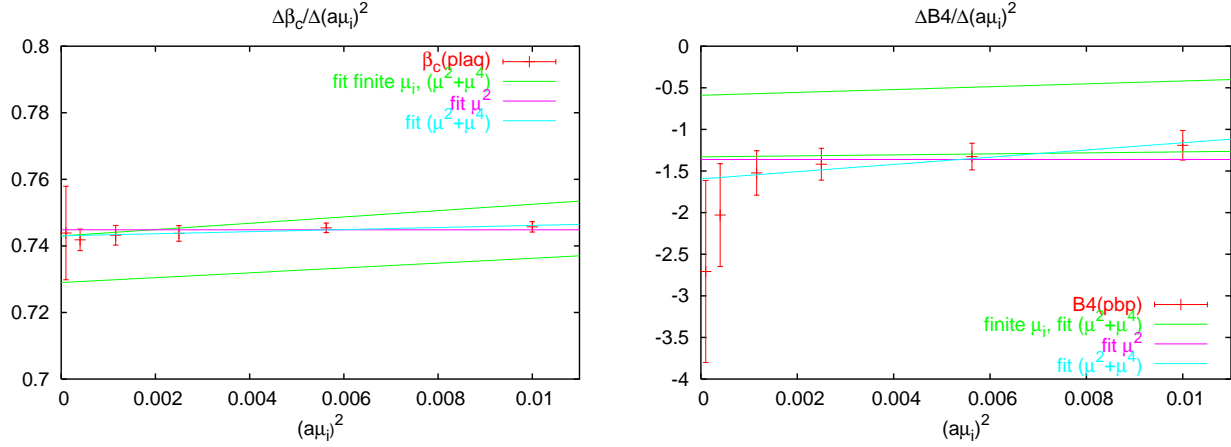 Δβc/Δ(aμi)²
0.8
0.78
0.76
0.74
0.72
0.7
βc(plaq)
fit finite μi, (μ²+μ⁴)
fit μ²
fit (μ²+μ⁴)
0 0.002 0.004 0.006 0.008 0.01
(aμi)²
ΔB4/Δ(aμi)²
0
-0.5
-1
-1.5
-2
-2.5
-3
-3.5
-4
B4(pbp)
finite μi, fit (μ²+μ⁴)
fit μ²
fit (μ²+μ⁴)
0 0.002 0.004 0.006 0.008 0.01
(aμi)²